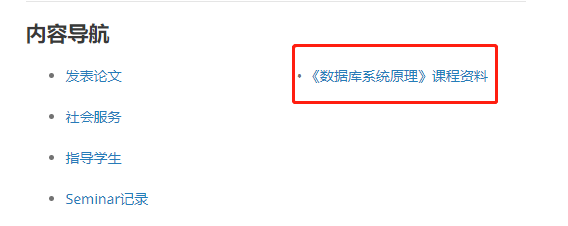 内容导航
发表论文
《数据库系统原理》课程资料
社会服务
指导学生
Seminar记录